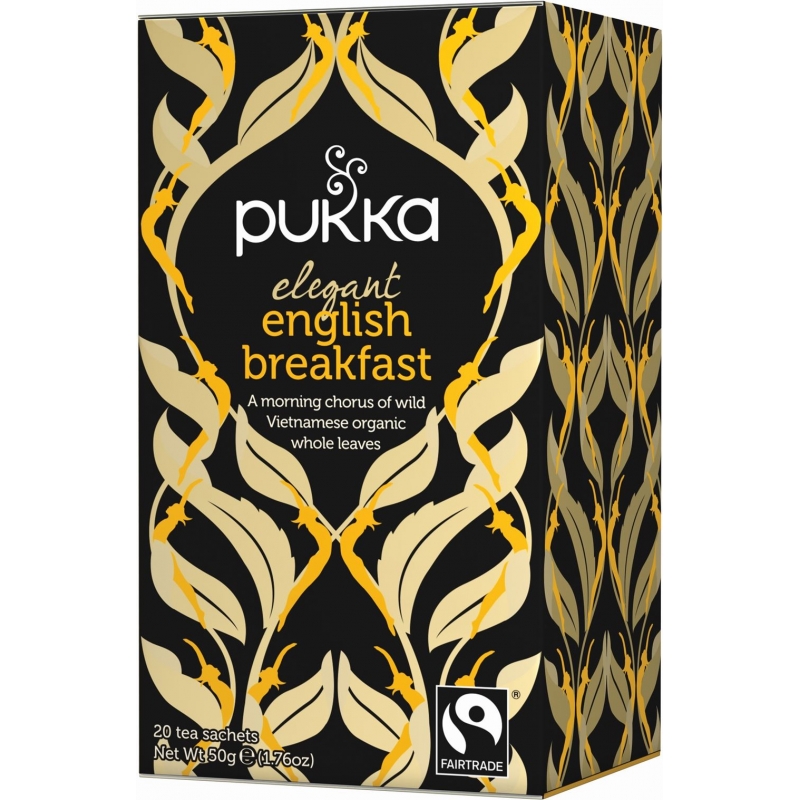 pukka
elegant
english
breakfast
A morning chorus of wild
Vietnamese organic
whole leaves
20 tea sachets
Net Wt 50g ℮ (1.76oz)
®
FAIRTRADE